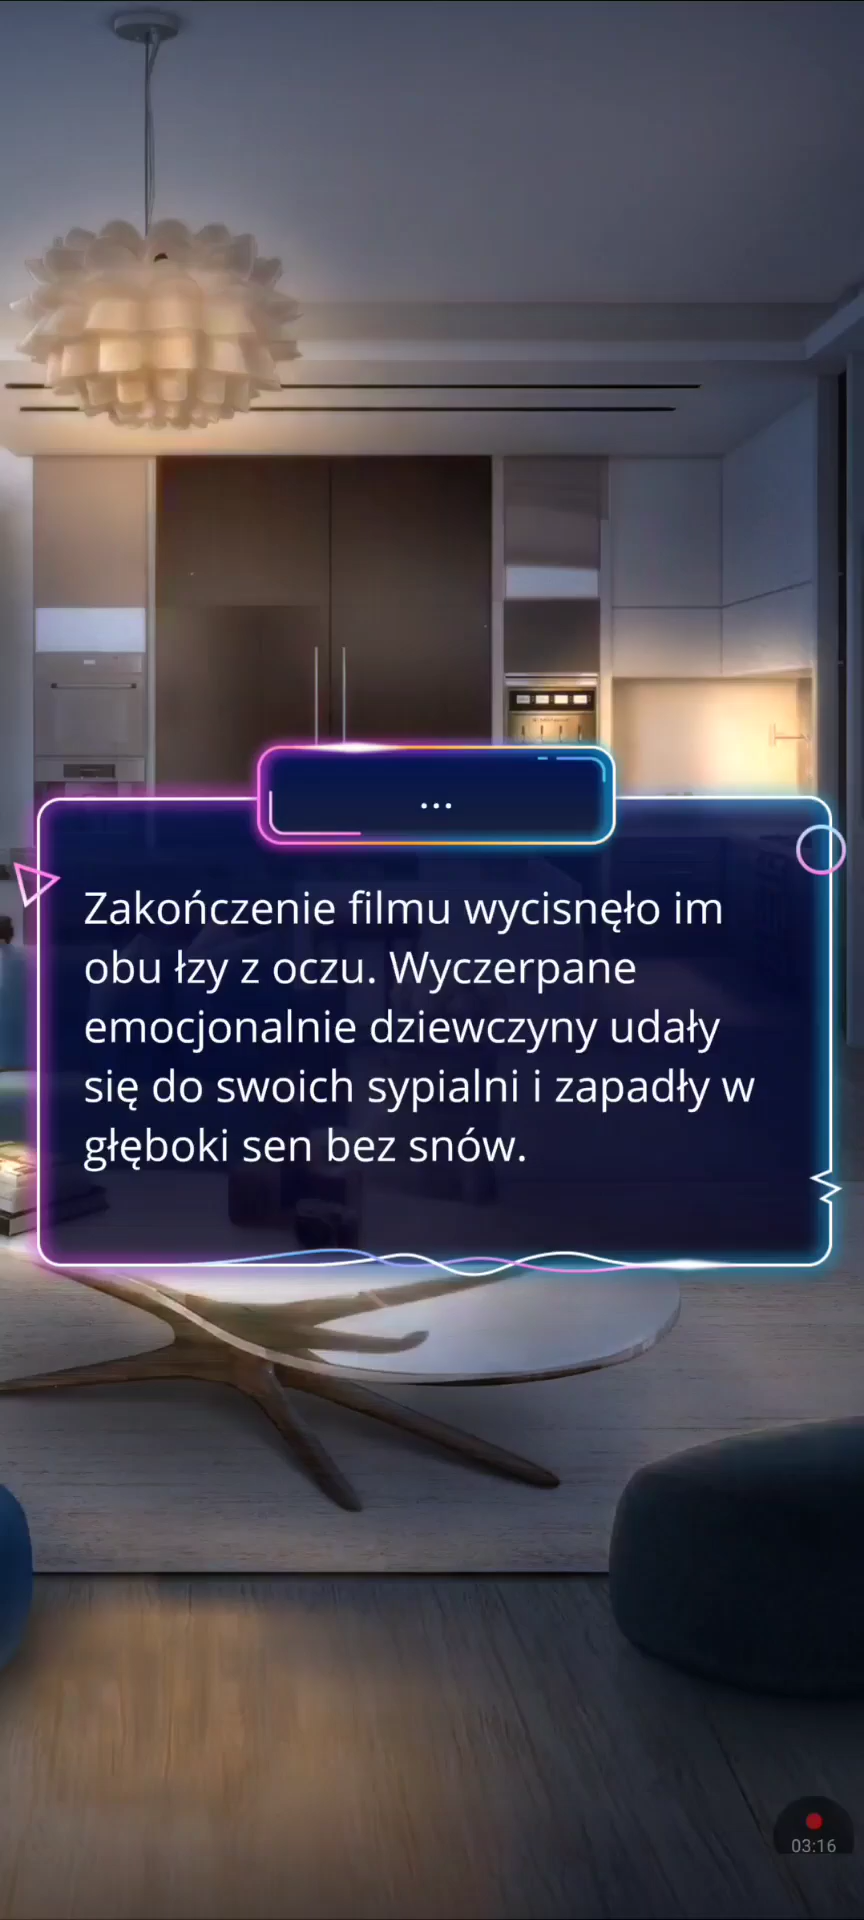 ...
Zakończenie filmu wycisnęło im
obu łzy z oczu. Wyczerpane
emocjonalnie dziewczyny udały
się do swoich sypialni i zapadły w
głęboki sen bez snów.
03:16